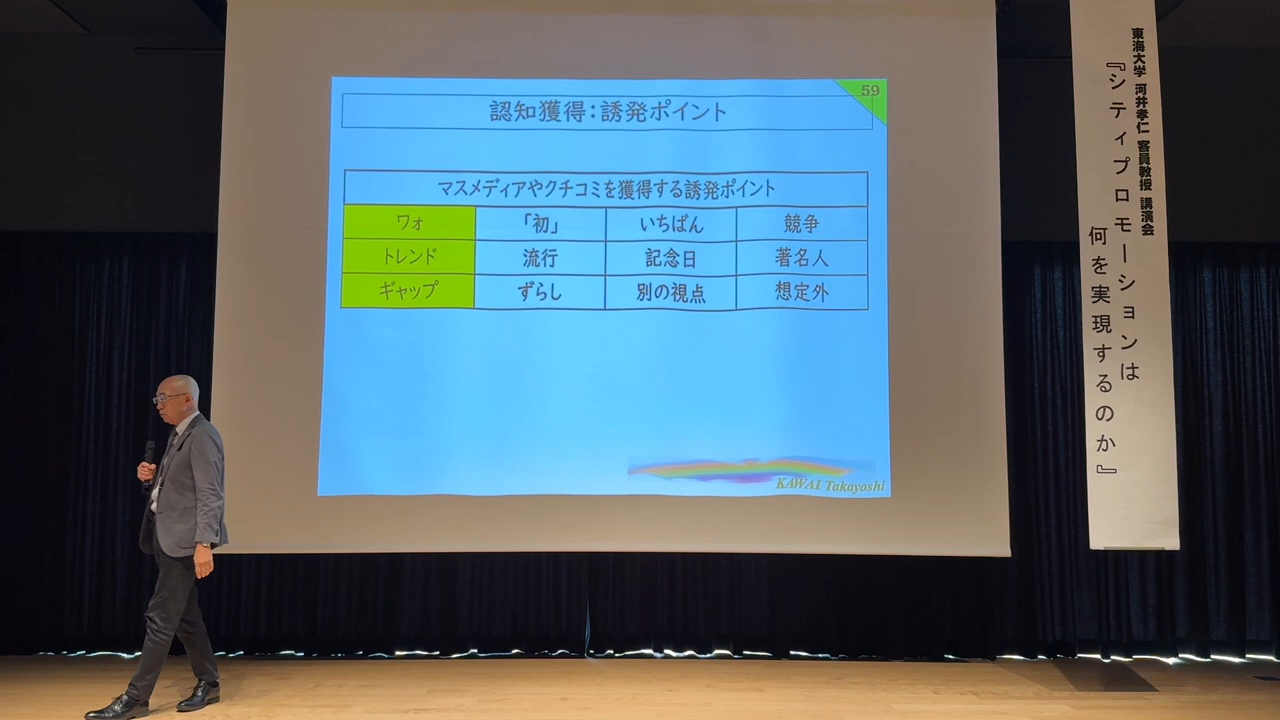 59
認知獲得:誘発ポイント
マスメディアやクチコミを獲得する誘発ポイント
ワォ 「初」 いちばん 競争
トレンド 流行 記念日 著名人
ギャップ ずらし 別の視点 想定外
KAWAI Takayoshi
東海大学 河井孝仁 客員教授 講演会
『シティプロモーションは
何を実現するのか』